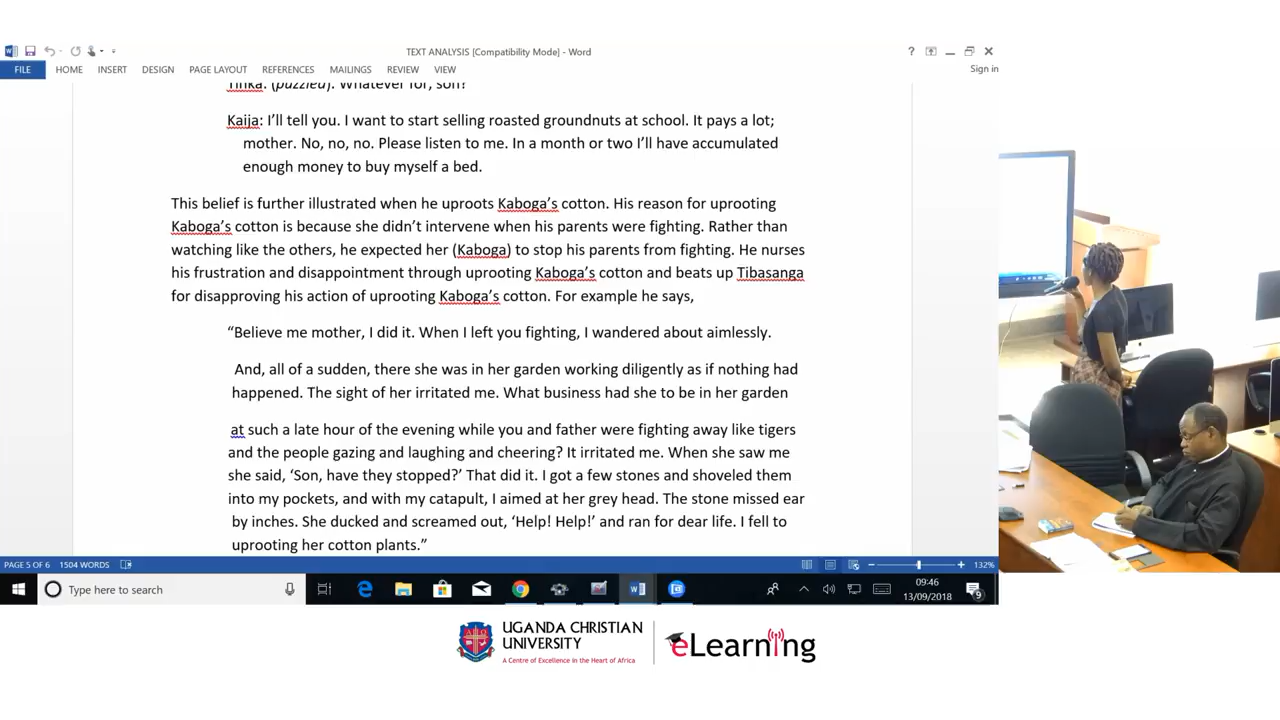 TEXT ANALYSIS [Compatibility Mode] - Word
?
FILE HOME INSERT DESIGN PAGE LAYOUT REFERENCES MAILINGS REVIEW VIEW
Sign in
Tinka: (puzzled). Whatever for, son?
Kaija: I'll tell you. I want to start selling roasted groundnuts at school. It pays a lot;
mother. No, no, no. Please listen to me. In a month or two I'll have accumulated
enough money to buy myself a bed.
This belief is further illustrated when he uproots Kaboga's cotton. His reason for uprooting
Kaboga's cotton is because she didn't intervene when his parents were fighting. Rather than
watching like the others, he expected her (Kaboga) to stop his parents from fighting. He nurses
his frustration and disappointment through uprooting Kaboga's cotton and beats up Tibasanga
for disapproving his action of uprooting Kaboga's cotton. For example he says,
“Believe me mother, I did it. When I left you fighting, I wandered about aimlessly.
And, all of a sudden, there she was in her garden working diligently as if nothing had
happened. The sight of her irritated me. What business had she to be in her garden
at such a late hour of the evening while you and father were fighting away like tigers
and the people gazing and laughing and cheering? It irritated me. When she saw me
she said, ‘Son, have they stopped?’ That did it. I got a few stones and shoveled them
into my pockets, and with my catapult, I aimed at her grey head. The stone missed ear
by inches. She ducked and screamed out, ‘Help! Help!’ and ran for dear life. I fell to
uprooting her cotton plants.”
PAGE 5 OF 6 1504 WORDS
132%
Type here to search
09:46
13/09/2018
9
UGANDA CHRISTIAN
UNIVERSITY
A Centre of Excellence in the Heart of Africa
eLearning